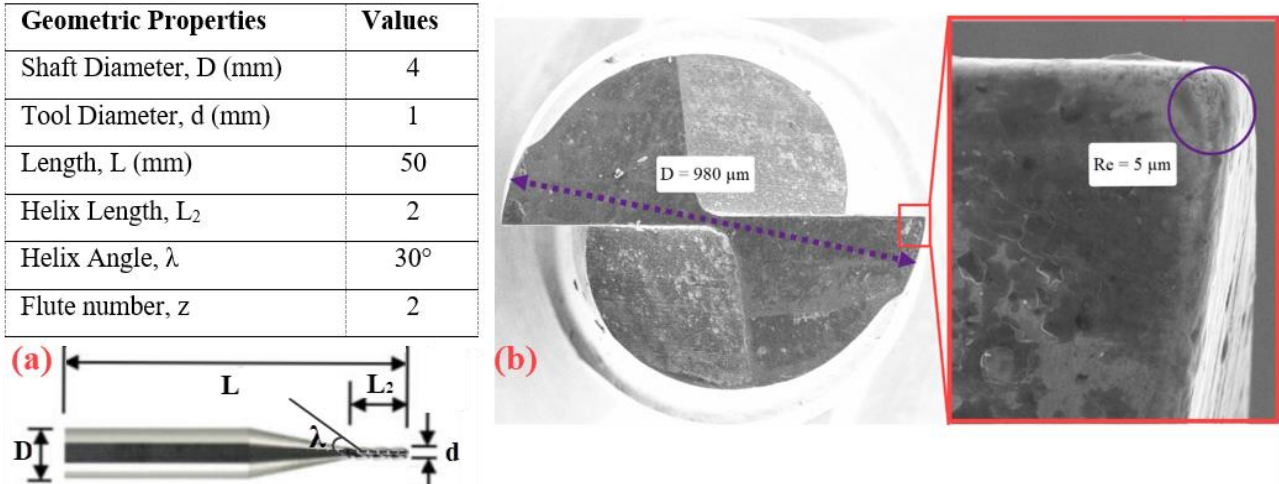 Geometric Properties Values
Shaft Diameter, D (mm) 4
Tool Diameter, d (mm) 1
Length, L (mm) 50
Helix Length, L₂ 2
Helix Angle, λ 30°
Flute number, z 2
(a)
L
L₂
λ
D
d
(b)
D = 980 µm
Re = 5 µm